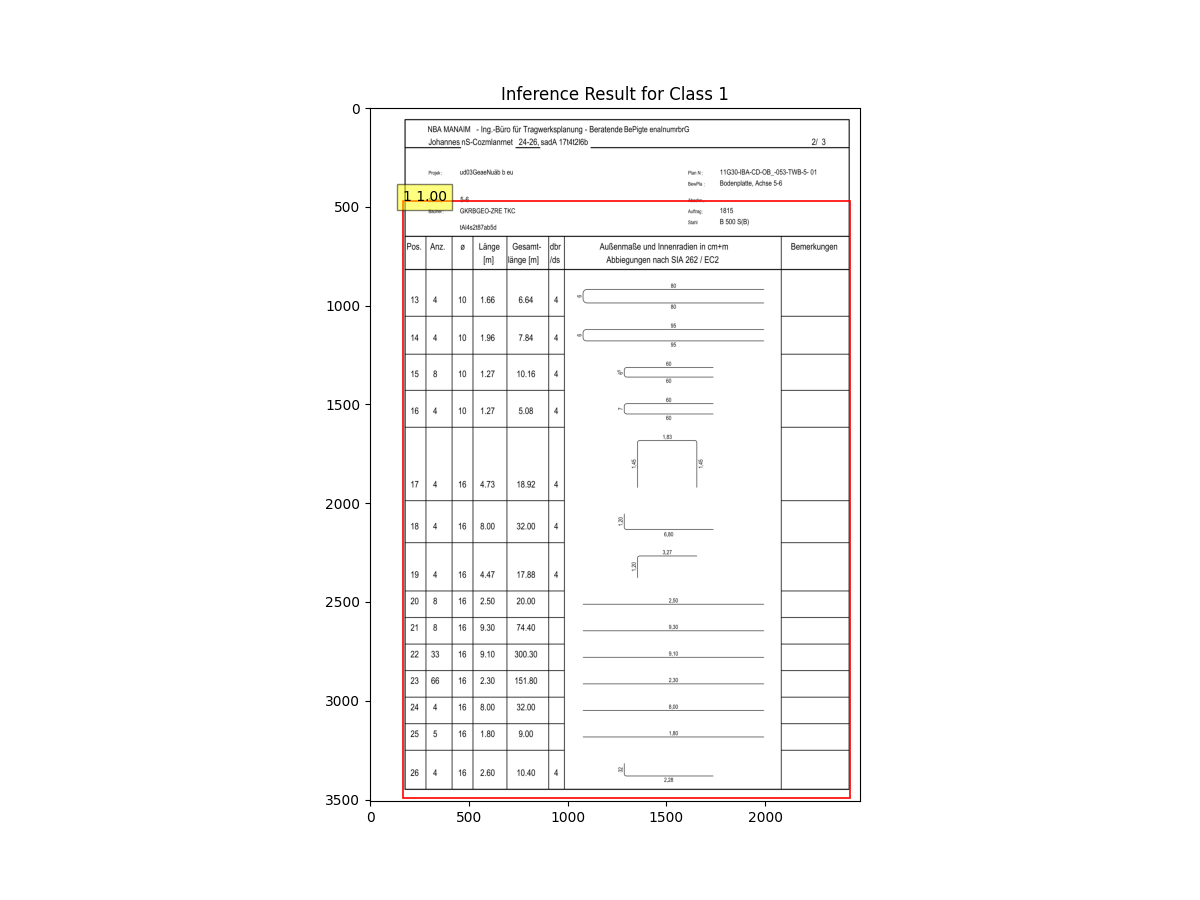 Inference Result for Class 1
0
500
1000
1500
2000
2500
3000
3500
0 500 1000 1500 2000
1 1.00
NBA MANAIM - Ing.-Büro für Tragwerksplanung - Beratende BePigte enalnumrbrG
Johannes nS-Cozmlanrnet 24-26, sadA 17t4t2l6b 2/ 3
Projek: ud03GeaeNuäb b eu Plan N : 11G30-IBA-CD-OB_-053-TWB-5- 01
BewPla : Bodenplatte, Achse 5-6
GKRBGEO-ZRE TKC Auftrag: 1815
Stahl B 500 S(B)
tAl4s2t87ab5d
Pos. Anz. ø Länge Gesamt- dbr Außenmaße und Innenradien in cm+m Bemerkungen
[m] länge [m] /ds Abbiegungen nach SIA 262 / EC2
80
13 4 10 1.66 6.64 4
80
95
14 4 10 1.96 7.84 4
95
60
15 8 10 1.27 10.16 4
60
60
16 4 10 1.27 5.08 4 7
60
1,83
1,45 1,45
17 4 16 4.73 18.92 4
18 4 16 8.00 32.00 4 1,20
6,80
3,27
1,20
19 4 16 4.47 17.88 4
20 8 16 2.50 20.00 2,50
21 8 16 9.30 74.40 9,30
22 33 16 9.10 300.30 9,10
23 66 16 2.30 151.80 2,30
24 4 16 8.00 32.00 8,00
25 5 16 1.80 9.00 1,80
26 4 16 2.60 10.40 4 32
2,28